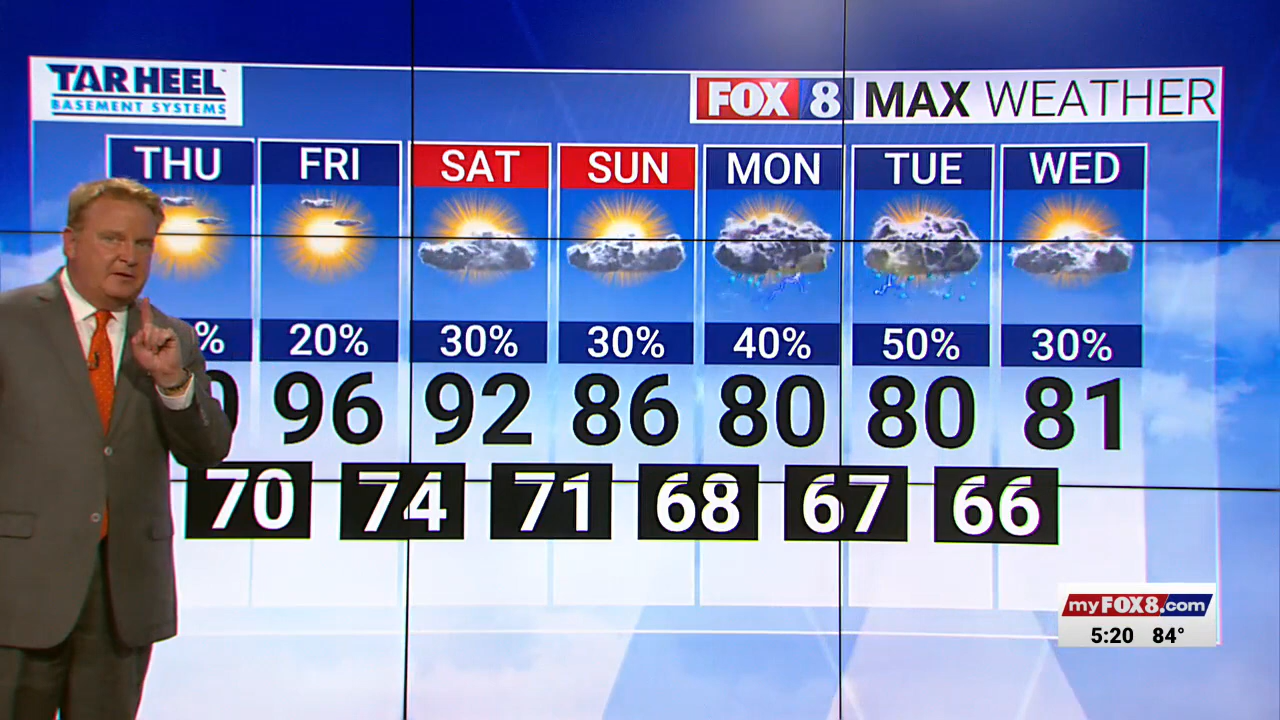 TAR HEEL
BASEMENT SYSTEMS
FOX 8 MAX WEATHER
THU FRI SAT SUN MON TUE WED
% 20% 30% 30% 40% 50% 30%
0 96 92 86 80 80 81
70 74 71 68 67 66
myFOX8.com
5:20 84°